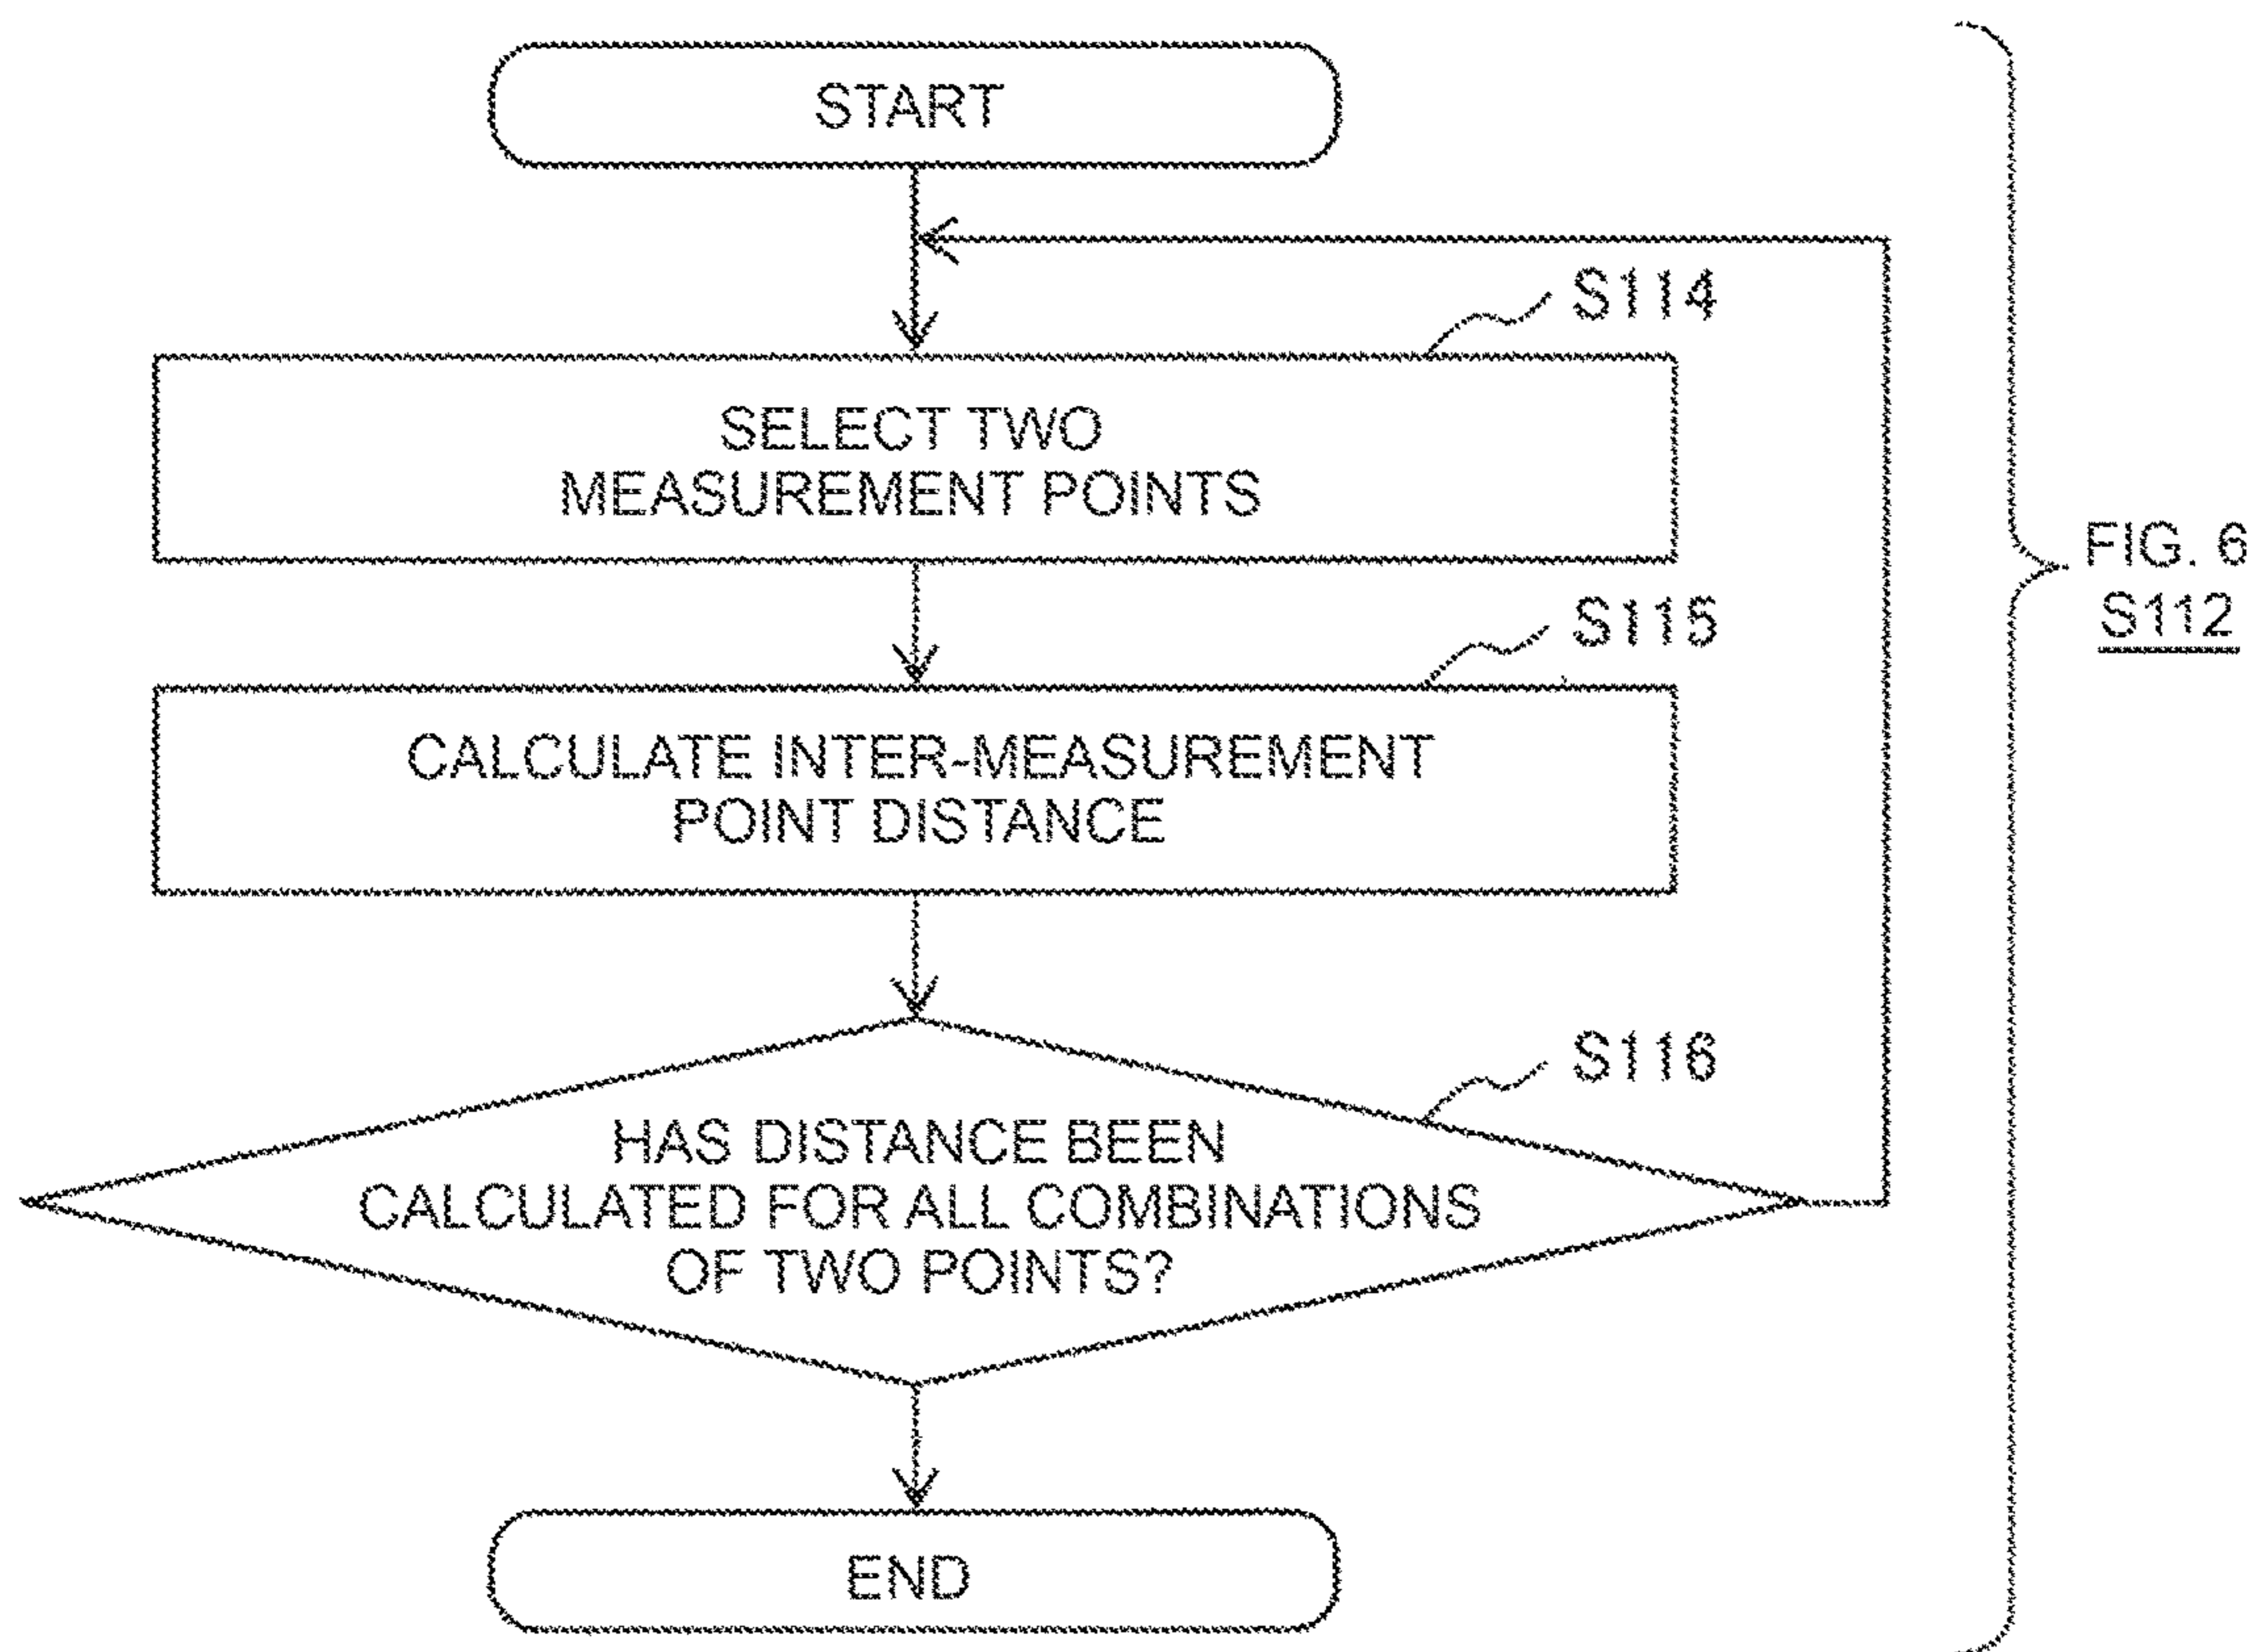 START
S114
SELECT TWO
MEASUREMENT POINTS
FIG. 6
S112
S115
CALCULATE INTER-MEASUREMENT
POINT DISTANCE
S116
HAS DISTANCE BEEN
CALCULATED FOR ALL COMBINATIONS
OF TWO POINTS?
END